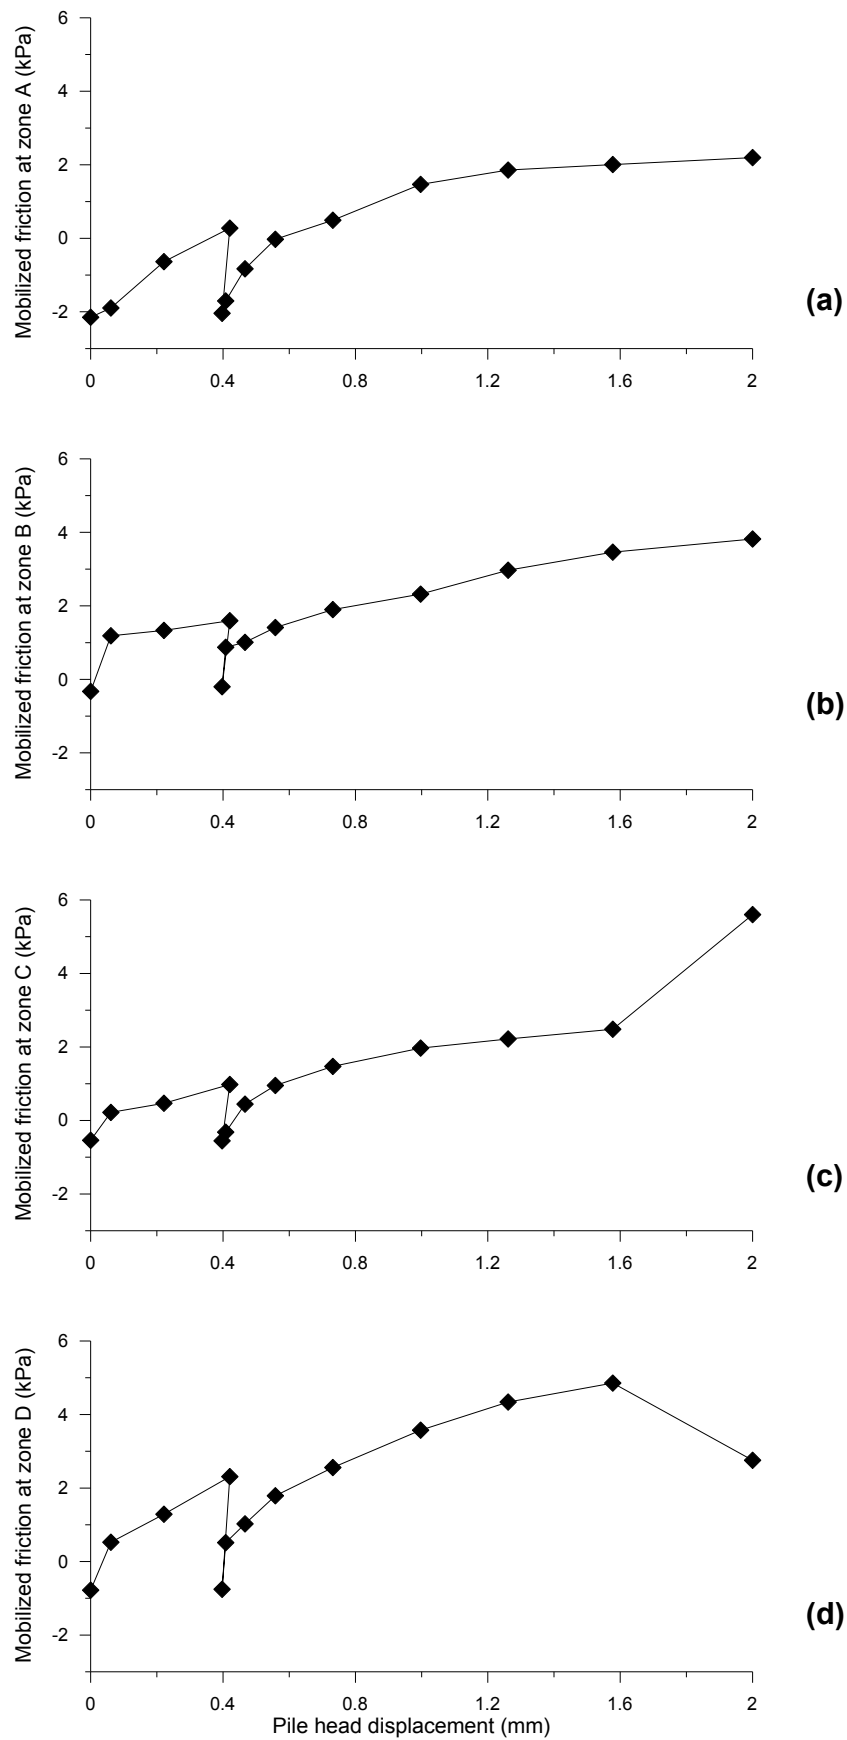 Mobilized friction at zone A (kPa)
6
4
2
0
-2
0 0.4 0.8 1.2 1.6 2
(a)
Mobilized friction at zone B (kPa)
6
4
2
0
-2
0 0.4 0.8 1.2 1.6 2
(b)
Mobilized friction at zone C (kPa)
6
4
2
0
-2
0 0.4 0.8 1.2 1.6 2
(c)
Mobilized friction at zone D (kPa)
6
4
2
0
-2
0 0.4 0.8 1.2 1.6 2
(d)
Pile head displacement (mm)